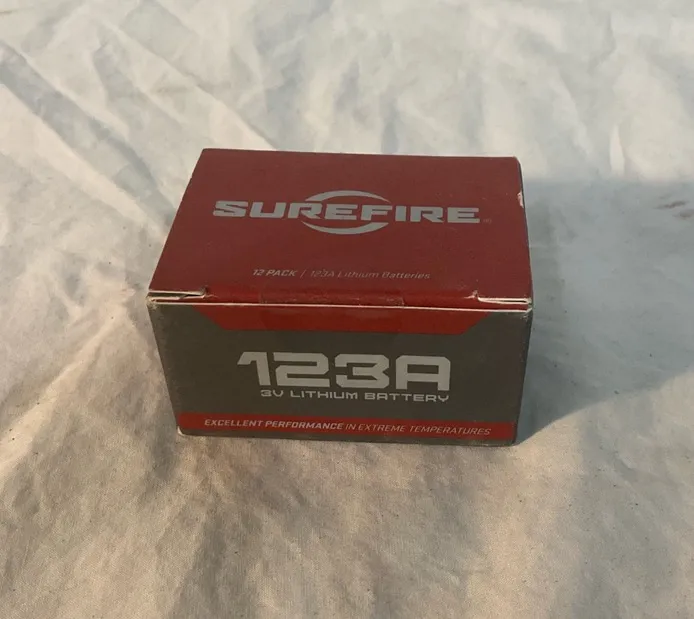 SUREFIRE
12 PACK / 123A Lithium Batteries
123A
3V LITHIUM BATTERY
EXCELLENT PERFORMANCE IN EXTREME TEMPERATURES